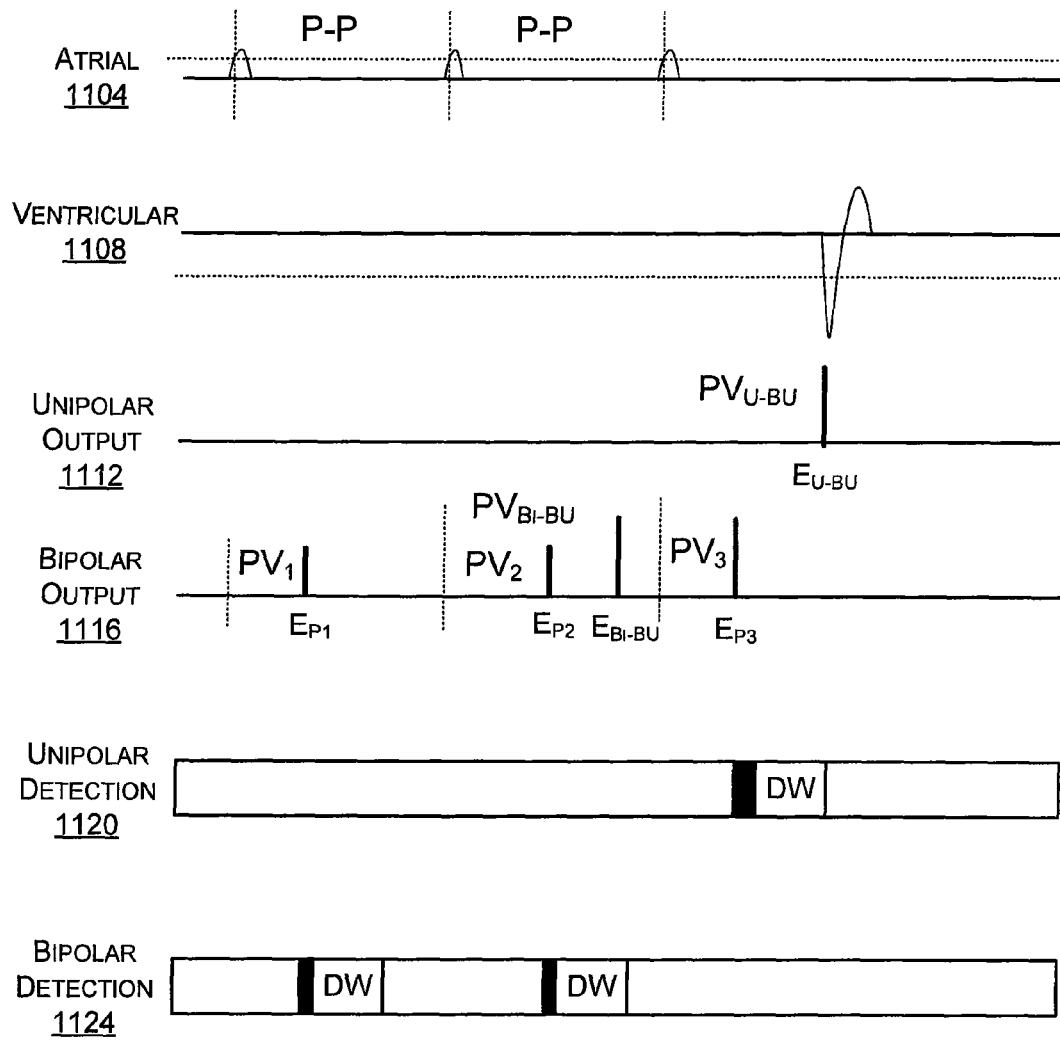 P-P P-P
ATRIAL
1104
VENTRICULAR
1108
UNIPOLAR
OUTPUT
1112
PVU-BU
EU-BU
BIPOLAR
OUTPUT
1116
PV1
PVBI-BU
PV2
PV3
EP1 EP2 EBI-BU EP3
UNIPOLAR
DETECTION
1120
DW
BIPOLAR
DETECTION
1124
DW DW